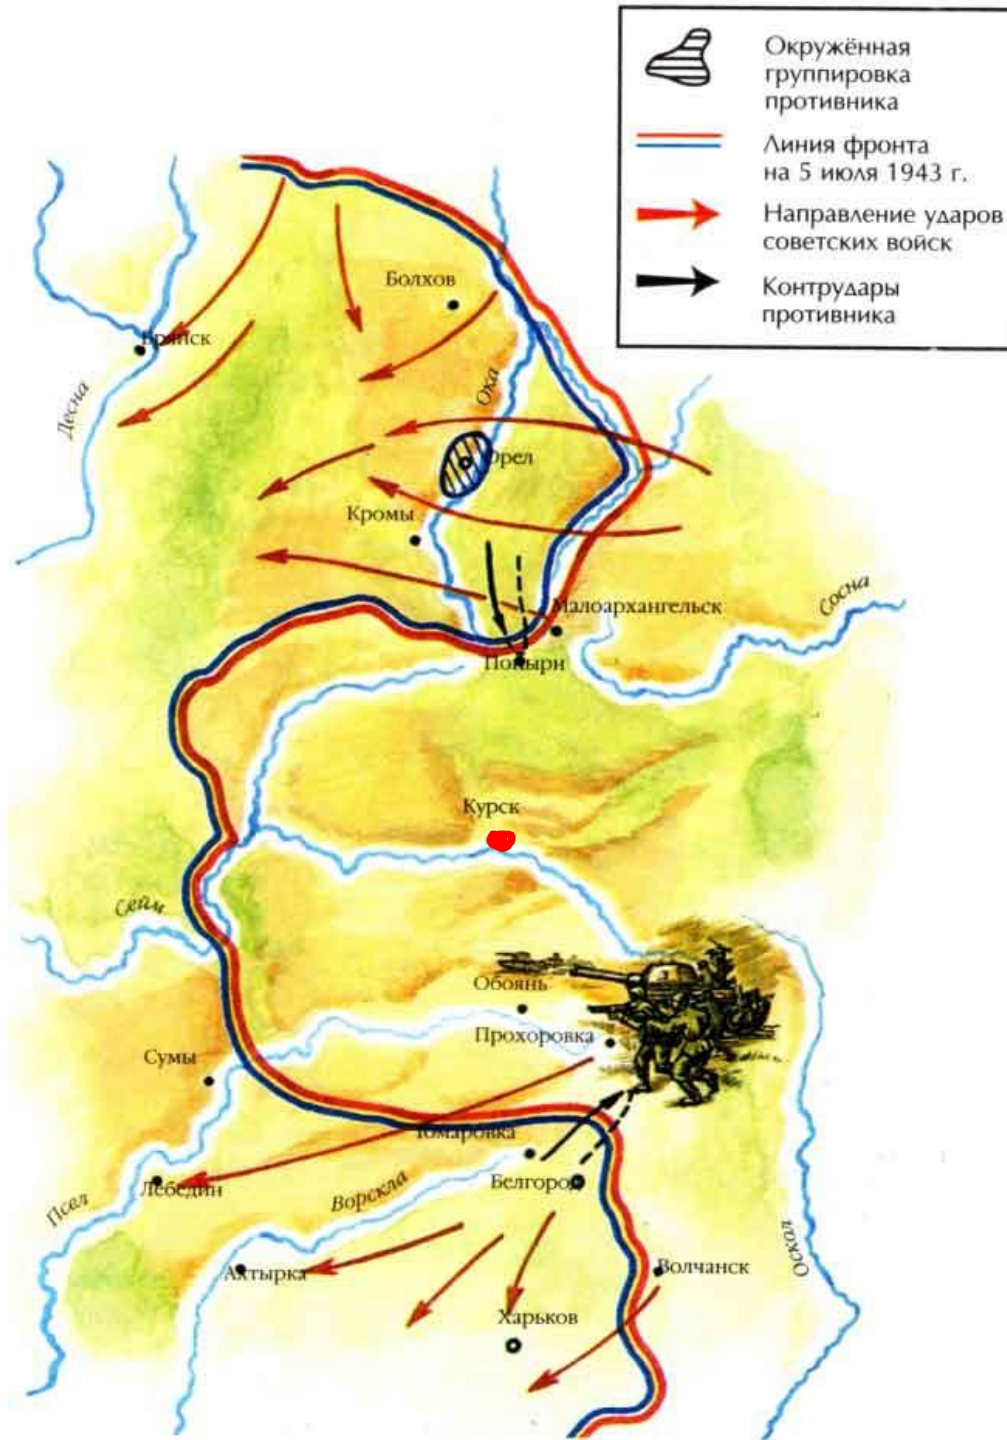 Окружённая
группировка
противника
Линия фронта
на 5 июля 1943 г.
Направление ударов
советских войск
Контрудары
противника
Болхов
Брянск
Десна
Ока
Орел
Кромы
Малоархангельск
Сосна
Поныри
Курск
Сейм
Обоянь
Прохоровка
Сумы
Томаровка
Белгород
Лебедин
Псел
Ворскла
Ахтырка
Волчанск
Оскал
Харьков